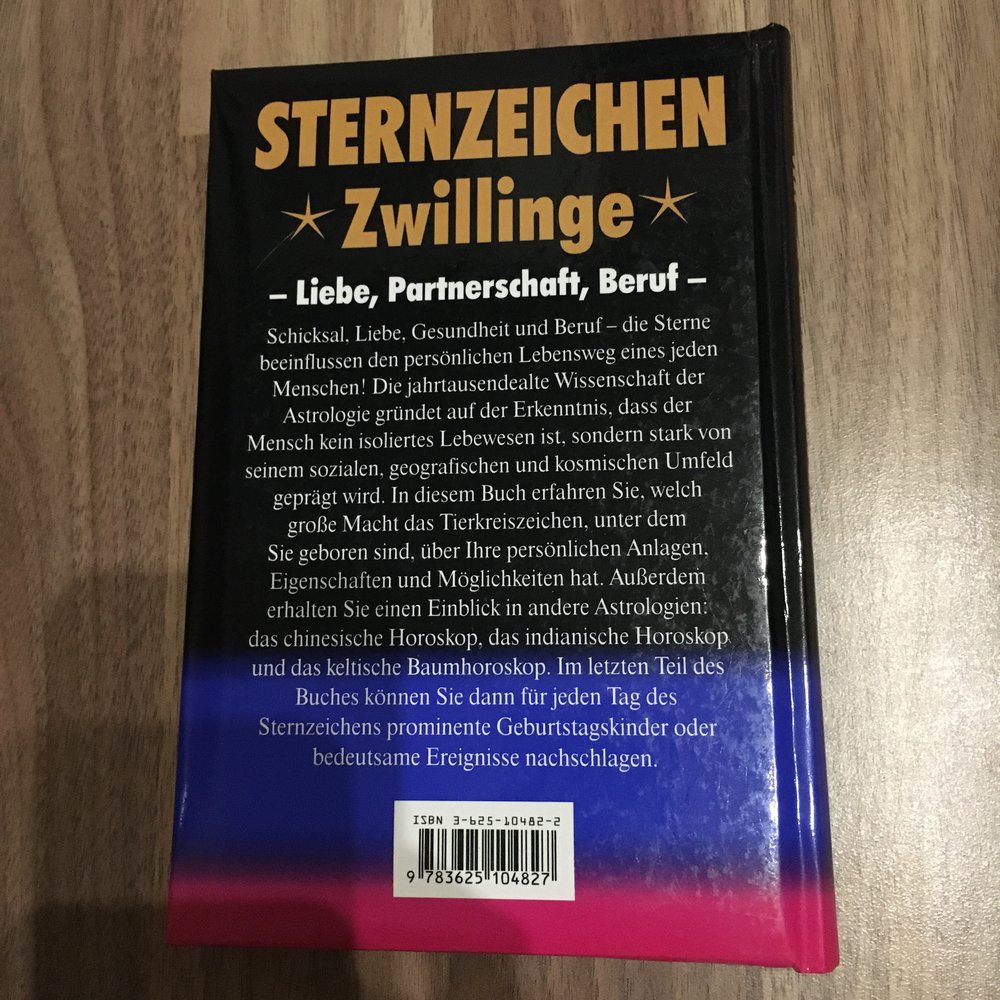 STERNZEICHEN
Zwillinge
– Liebe, Partnerschaft, Beruf –
Schicksal, Liebe, Gesundheit und Beruf – die Sterne
beeinflussen den persönlichen Lebensweg eines jeden
Menschen! Die jahrtausendealte Wissenschaft der
Astrologie gründet auf der Erkenntnis, dass der
Mensch kein isoliertes Lebewesen ist, sondern stark von
seinem sozialen, geografischen und kosmischen Umfeld
geprägt wird. In diesem Buch erfahren Sie, welch
große Macht das Tierkreiszeichen, unter dem
Sie geboren sind, über Ihre persönlichen Anlagen,
Eigenschaften und Möglichkeiten hat. Außerdem
erhalten Sie einen Einblick in andere Astrologien:
das chinesische Horoskop, das indianische Horoskop
und das keltische Baumhoroskop. Im letzten Teil des
Buches können Sie dann für jeden Tag des
Sternzeichens prominente Geburtstagskinder oder
bedeutsame Ereignisse nachschlagen.
ISBN 3-625-10482-2
9 783625 104827